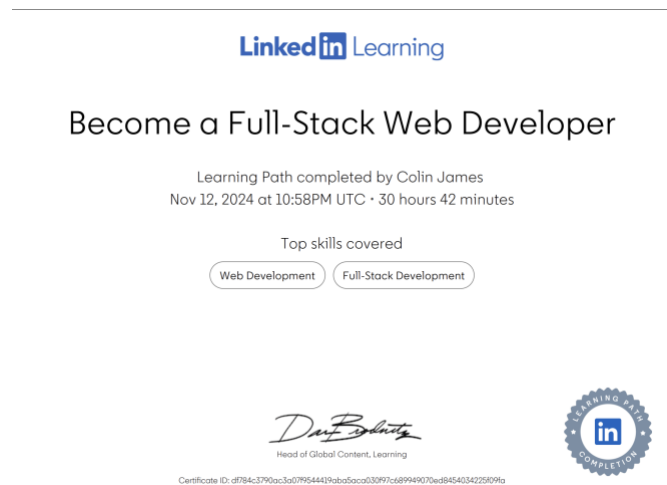 Linked in Learning
Become a Full-Stack Web Developer
Learning Path completed by Colin James
Nov 12, 2024 at 10:58PM UTC • 30 hours 42 minutes
Top skills covered
Web Development
Full-Stack Development
Head of Global Content, Learning
LEARNING PATH
in
COMPLETION
Certificate ID: df784c3790ac3a07f9544419aba5aca030f97c689949070ed8454034225f09fa